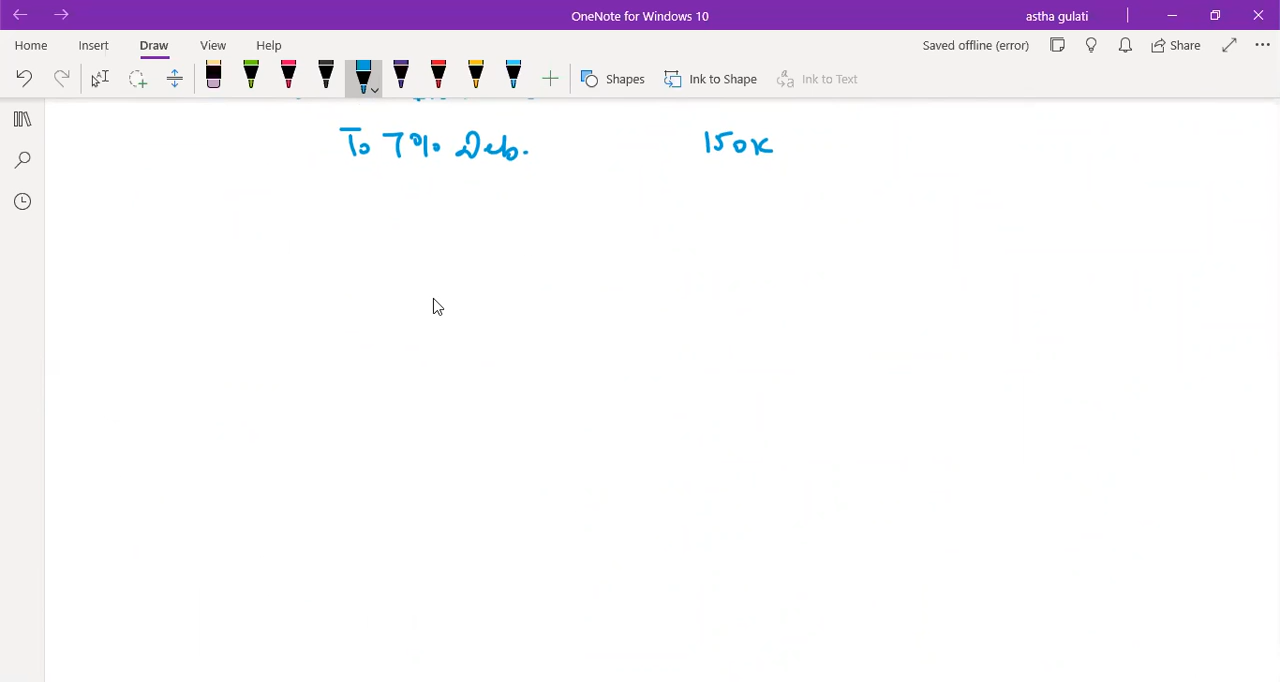 OneNote for Windows 10
astha gulati
Home Insert Draw View Help
Saved offline (error)
Share
Shapes
Ink to Shape
Ink to Text
To 7% Deb. 150K